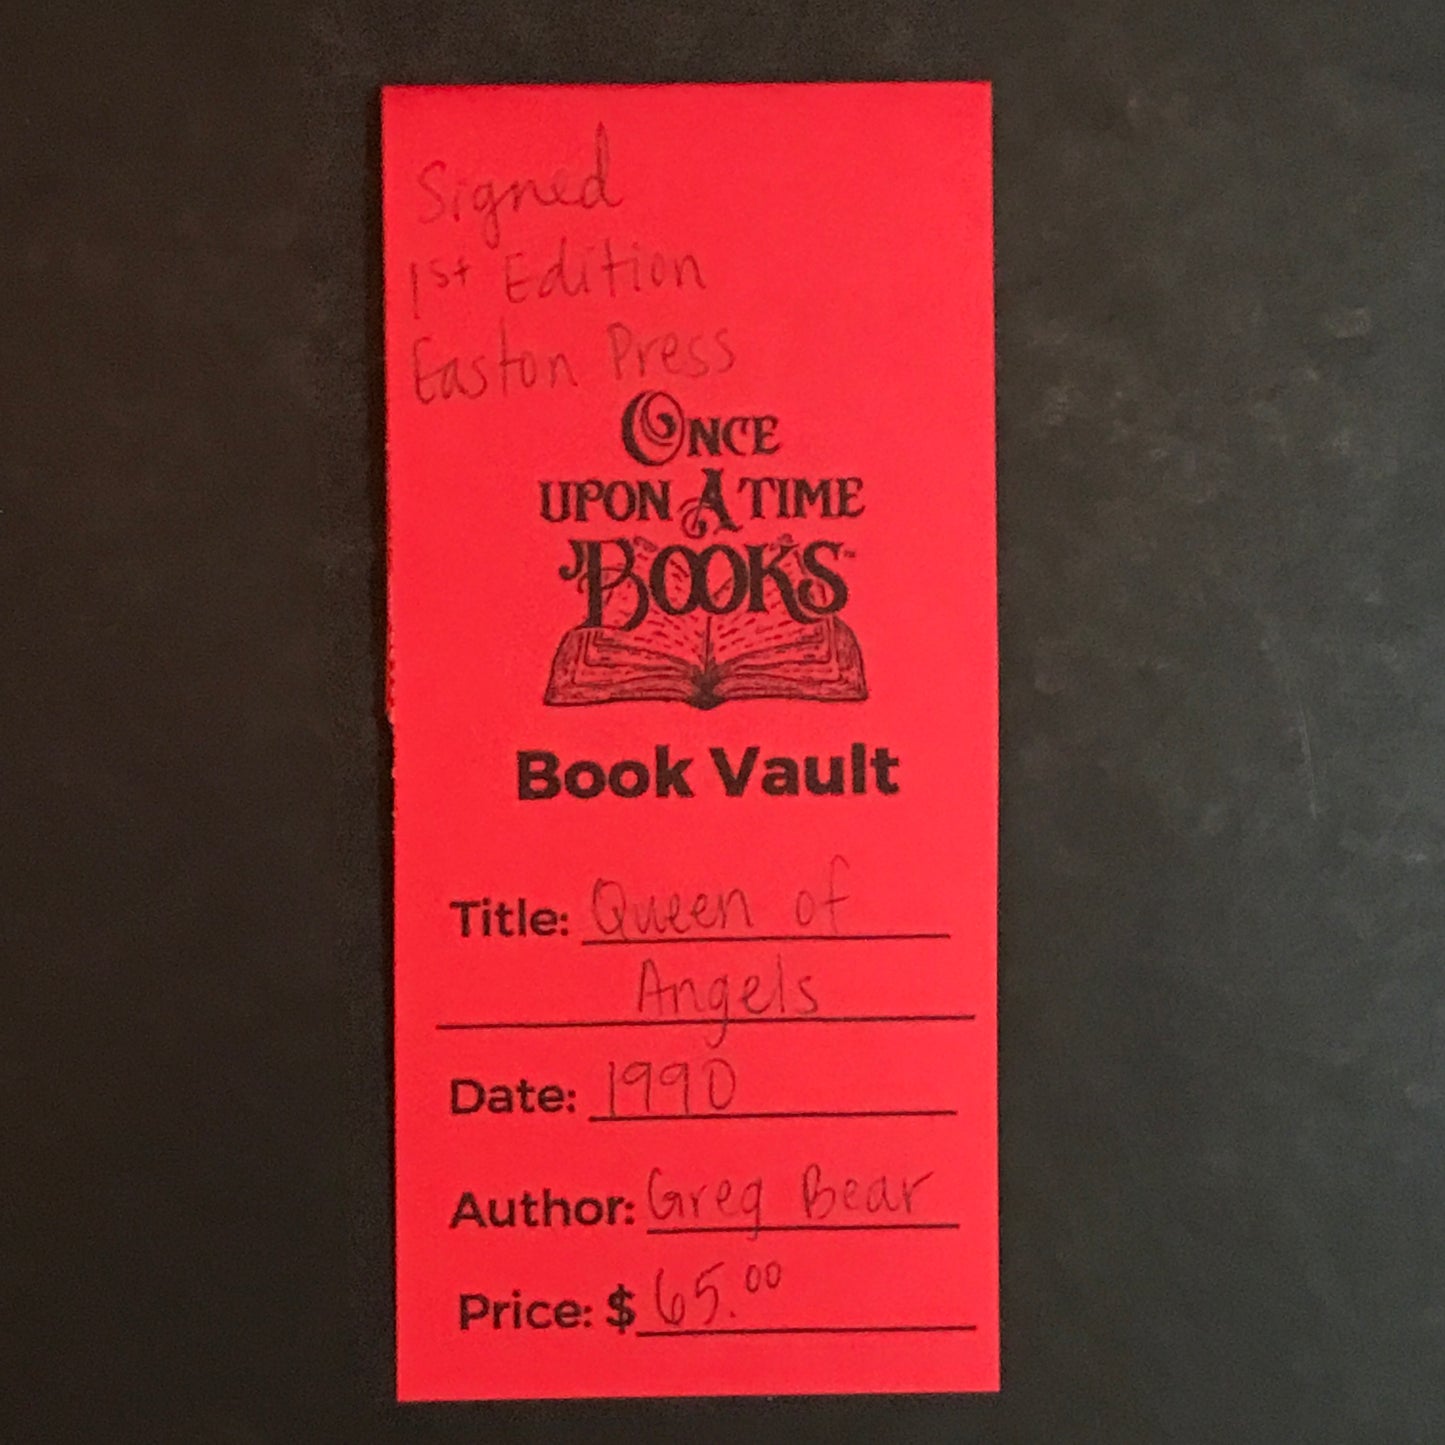 Signed
1st Edition
Easton Press
ONCE
UPON A TIME
BOOKS™
Book Vault
Title: Queen of
Angels
Date: 1990
Author: Greg Bear
Price: $ 65.00